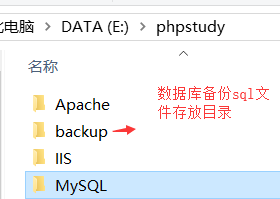 比电脑 > DATA (E:) > phpstudy
名称
Apache
数据库备份sql文
件存放目录
backup
IIS
MySQL